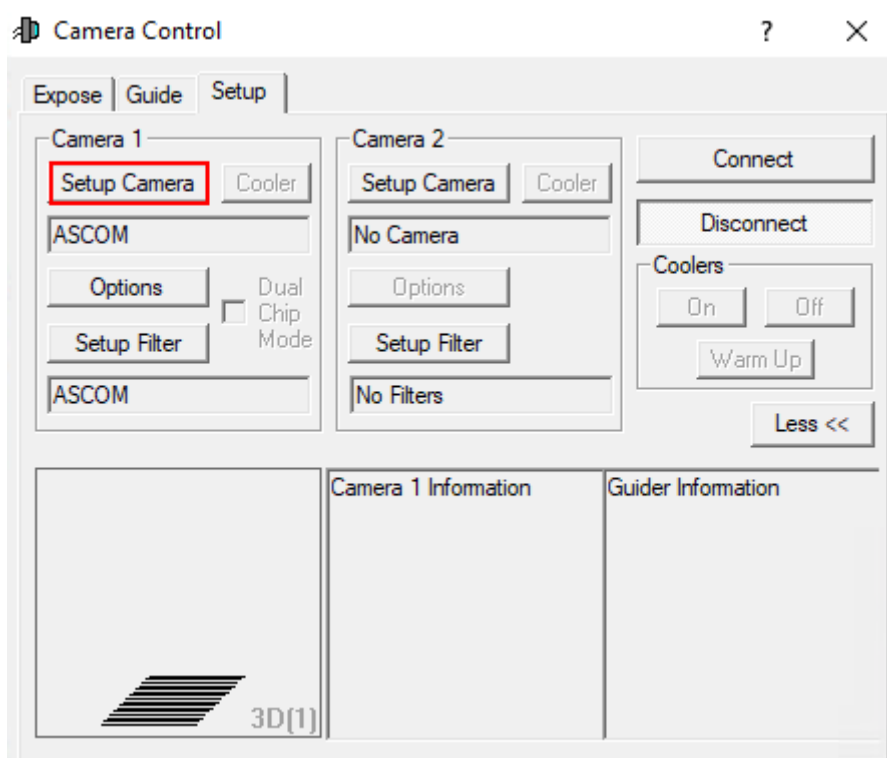 Camera Control
?
Expose Guide Setup
Camera 1
Setup Camera Cooler
ASCOM
Options
Dual
Chip
Mode
Setup Filter
ASCOM
Camera 2
Setup Camera Cooler
No Camera
Options
Setup Filter
No Filters
Connect
Disconnect
Coolers
On Off
Warm Up
Less <<
3D(1)
Camera 1 Information
Guider Information